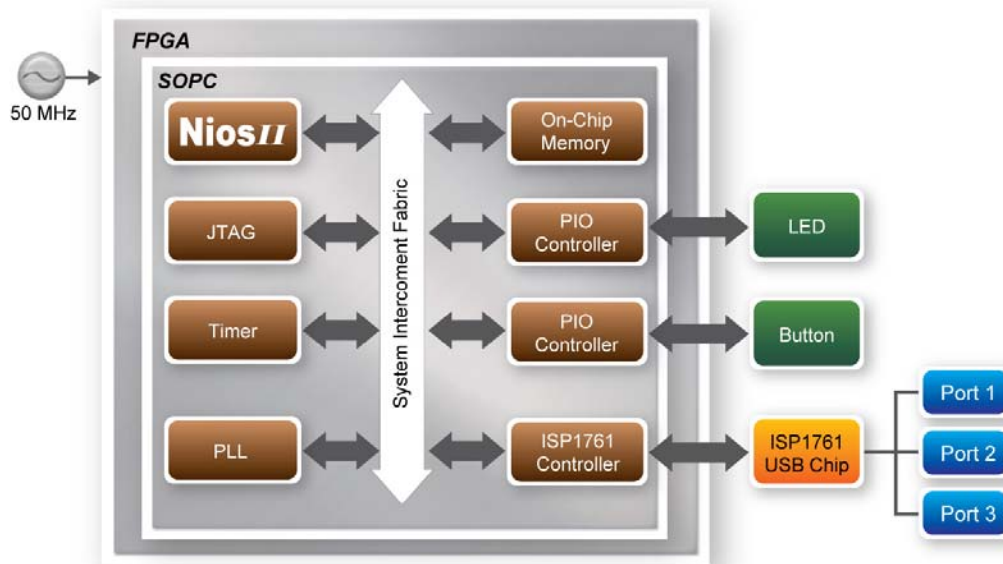 FPGA
SOPC
50 MHz
NiosII
On-Chip
Memory
JTAG
PIO
Controller
LED
Timer
PIO
Controller
Button
PLL
ISP1761
Controller
ISP1761
USB Chip
System Intercoment Fabric
Port 1
Port 2
Port 3